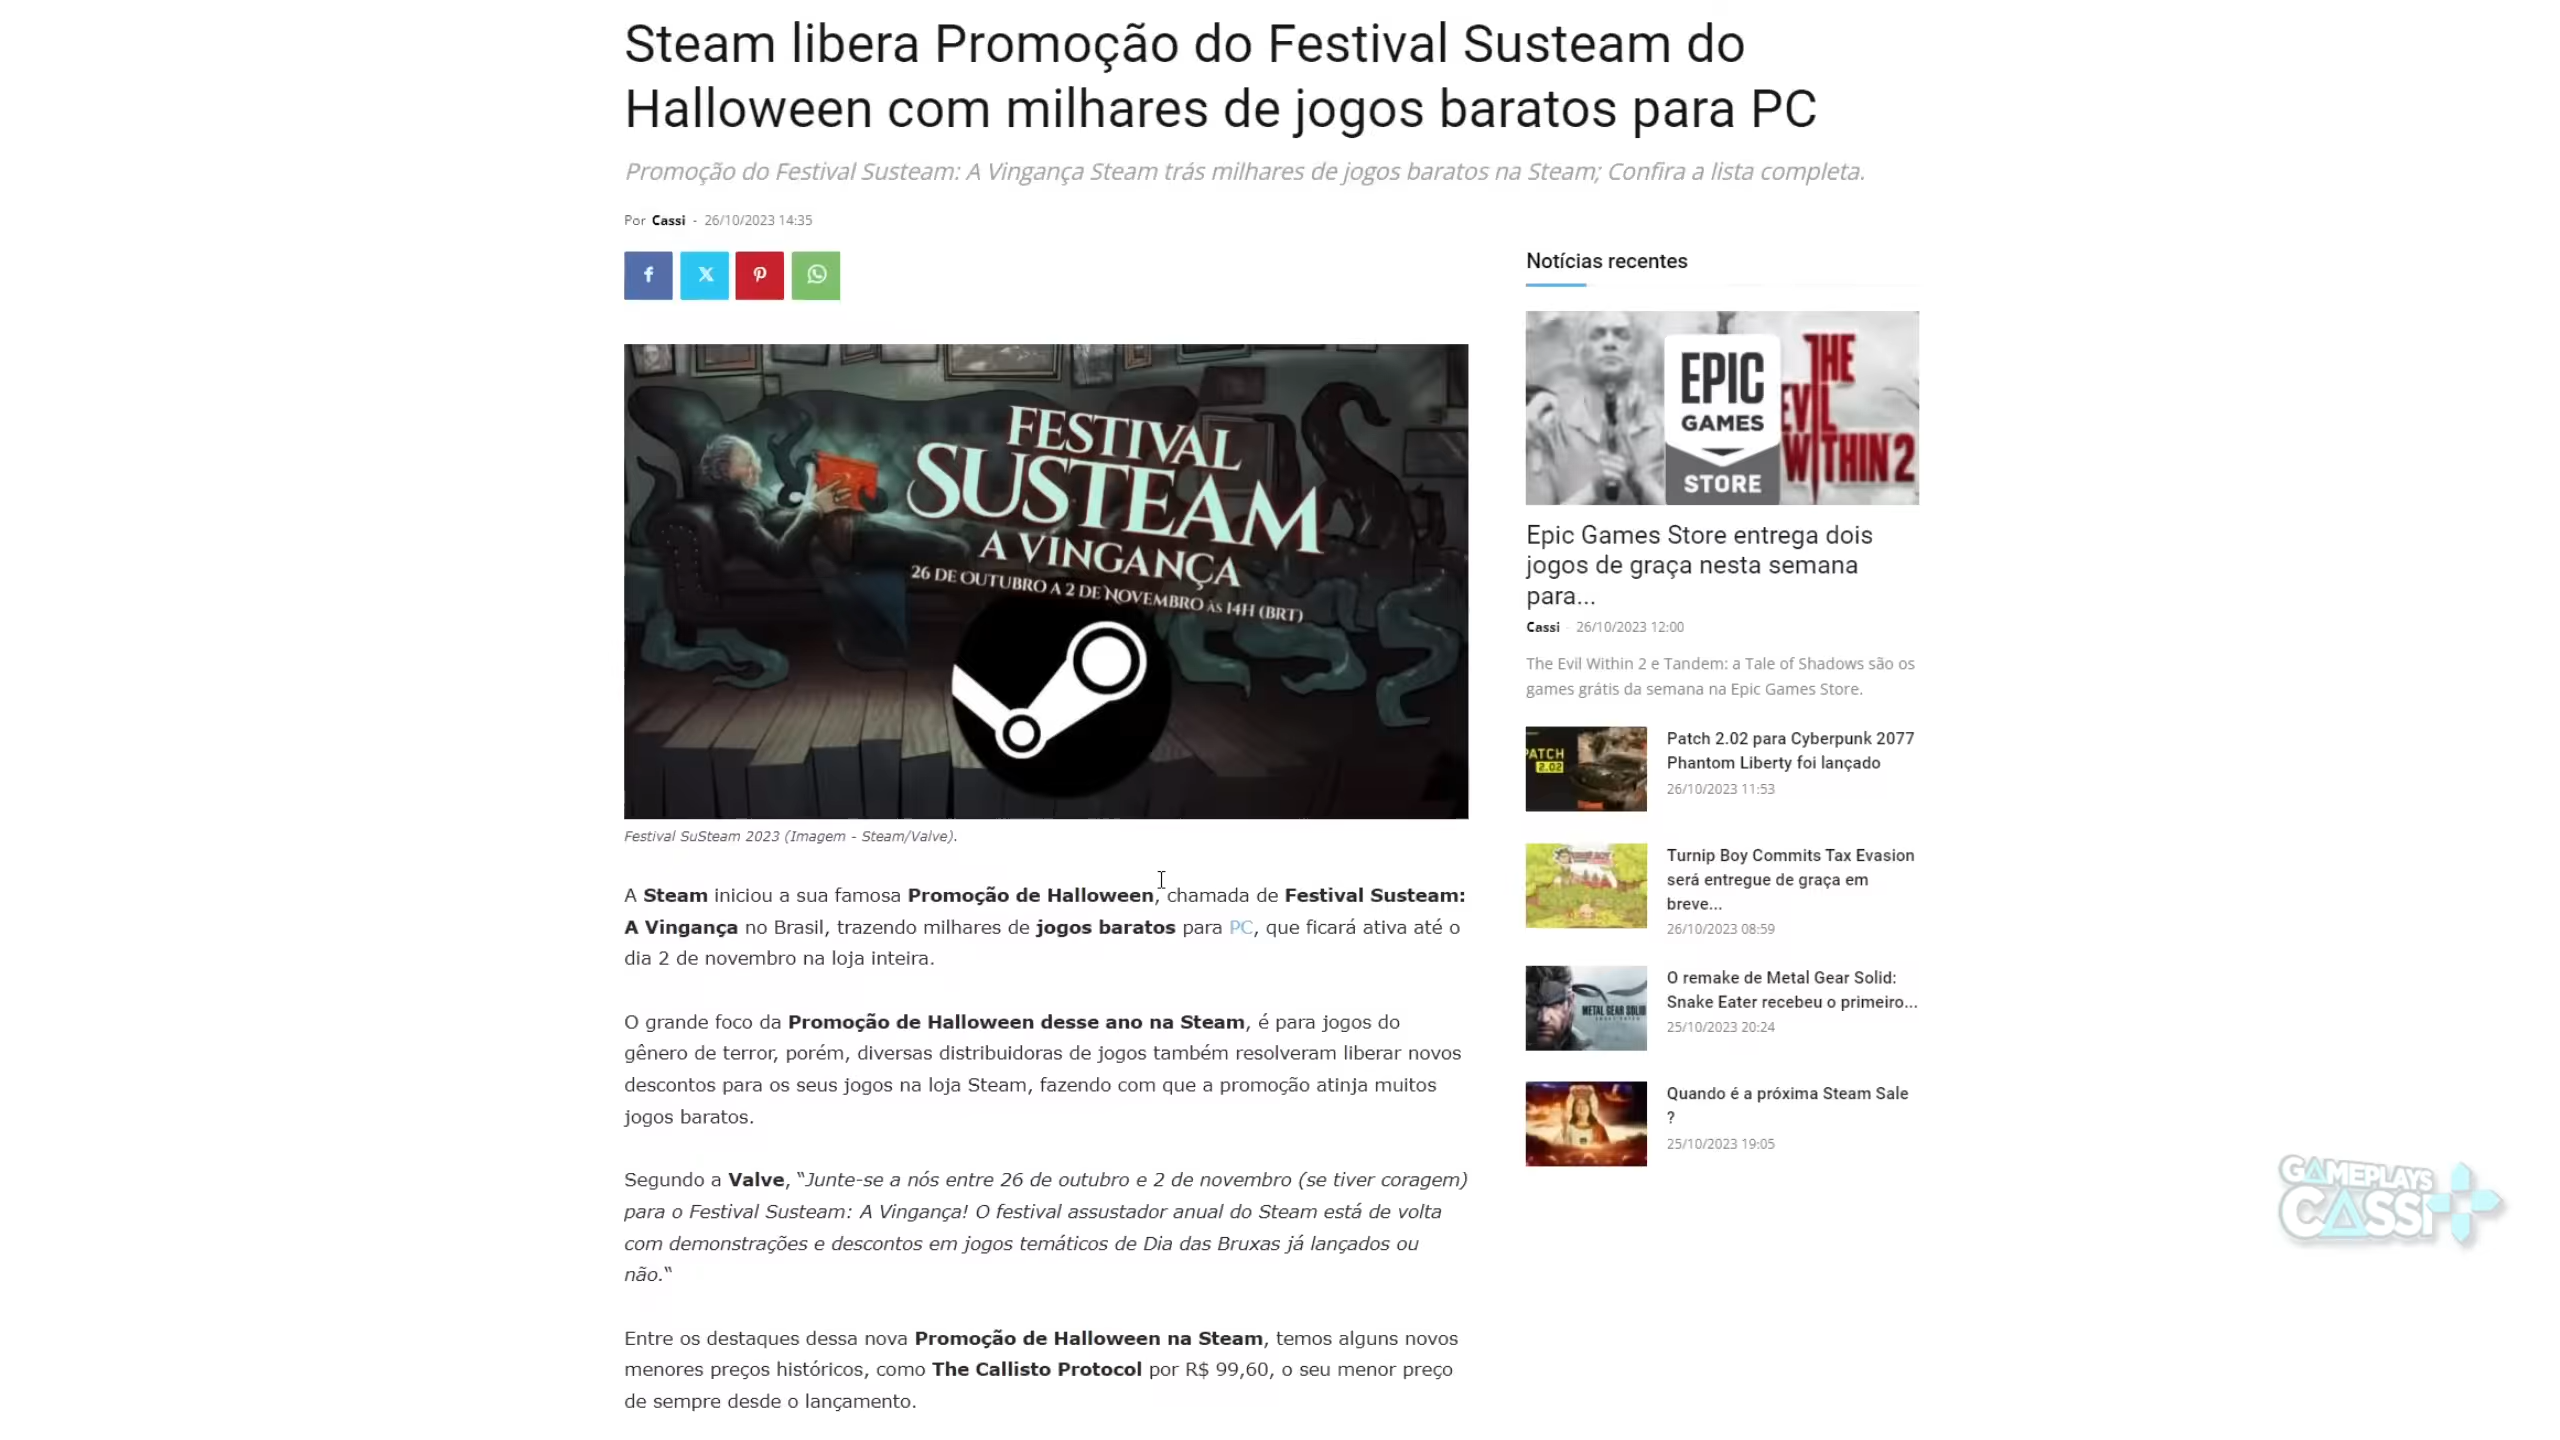 Steam libera Promoção do Festival Susteam do
Halloween com milhares de jogos baratos para PC
Promoção do Festival Susteam: A Vingança Steam trás milhares de jogos baratos na Steam; Confira a lista completa.
Por Cassi - 26/10/2023 14:35
FESTIVAL
SUSTEAM
A VINGANÇA
26 DE OUTUBRO A 2 DE NOVEMBRO ÀS 14H (BRT)
Festival SuSteam 2023 (Imagem - Steam/Valve).
A Steam iniciou a sua famosa Promoção de Halloween, chamada de Festival Susteam:
A Vingança no Brasil, trazendo milhares de jogos baratos para PC, que ficará ativa até o
dia 2 de novembro na loja inteira.
O grande foco da Promoção de Halloween desse ano na Steam, é para jogos do
gênero de terror, porém, diversas distribuidoras de jogos também resolveram liberar novos
descontos para os seus jogos na loja Steam, fazendo com que a promoção atinja muitos
jogos baratos.
Segundo a Valve, “Junte-se a nós entre 26 de outubro e 2 de novembro (se tiver coragem)
para o Festival Susteam: A Vingança! O festival assustador anual do Steam está de volta
com demonstrações e descontos em jogos temáticos de Dia das Bruxas já lançados ou
não.“
Entre os destaques dessa nova Promoção de Halloween na Steam, temos alguns novos
menores preços históricos, como The Callisto Protocol por R$ 99,60, o seu menor preço
de sempre desde o lançamento.
Notícias recentes
EPIC
GAMES
STORE
THE
EVIL
WITHIN 2
Epic Games Store entrega dois
jogos de graça nesta semana
para...
Cassi - 26/10/2023 12:00
The Evil Within 2 e Tandem: a Tale of Shadows são os
games grátis da semana na Epic Games Store.
PATCH
2.02
Patch 2.02 para Cyberpunk 2077
Phantom Liberty foi lançado
26/10/2023 11:53
Turnip Boy Commits Tax Evasion
será entregue de graça em
breve...
26/10/2023 08:59
METAL GEAR SOLID
O remake de Metal Gear Solid:
Snake Eater recebeu o primeiro...
25/10/2023 20:24
Quando é a próxima Steam Sale
?
25/10/2023 19:05
GAMEPLAYS
CASSI